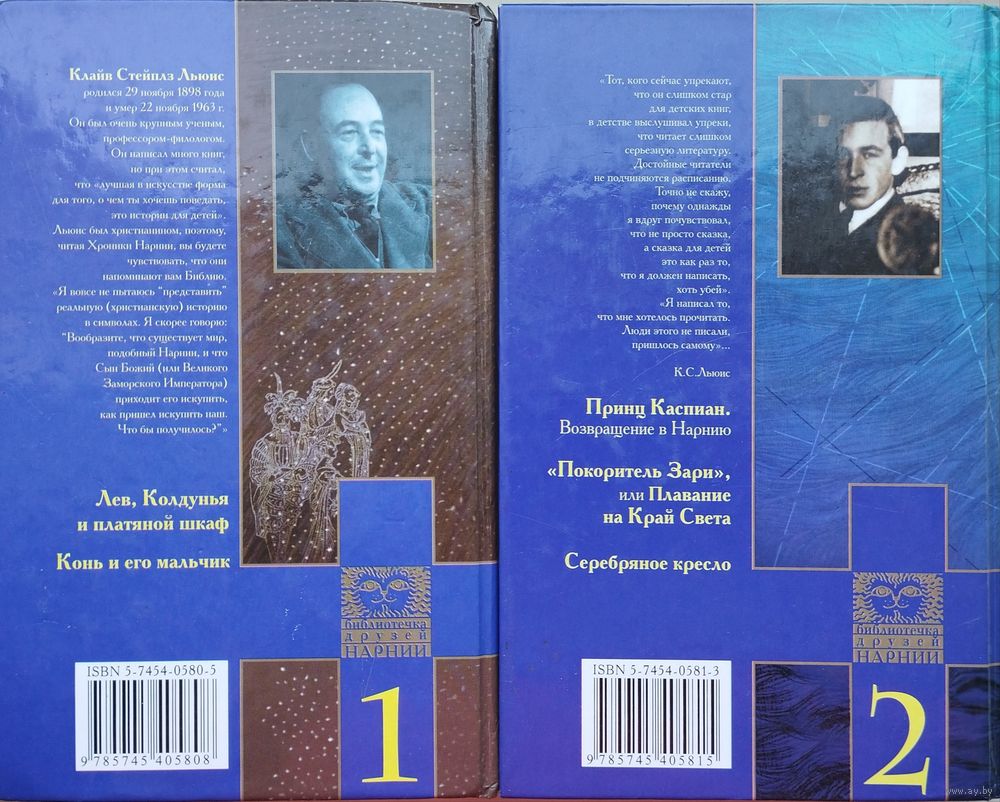 Клайв Стейплз Льюис
родился 29 ноября 1898 года
и умер 22 ноября 1963 г.
Он был очень крупным ученым,
профессором-филологом.
Он написал много книг,
но при этом считал,
что «лучшая в искусстве форма
для того, о чем ты хочешь поведать,
это истории для детей».
Льюис был христианином, поэтому,
читая Хроники Нарнии, вы будете
чувствовать, что они
напоминают вам Библию.
«Я вовсе не пытаюсь “представить”
реальную (христианскую) историю
в символах. Я скорее говорю:
“Вообразите, что существует мир,
подобный Нарнии, и что
Сын Божий (или Великого
Заморского Императора)
приходит его искупить,
как пришел искупить наш.
Что бы получилось?”»
Лев, Колдунья
и платяной шкаф
Конь и его мальчик
библиотечка
друзей
НАРНИИ
ISBN 5-7454-0580-5
9 785745 405808
1
«Тот, кого сейчас упрекают,
что он слишком стар
для детских книг,
в детстве выслушивал упреки,
что читает слишком
серьезную литературу.
Достойные читатели
не подчиняются расписанию.
Точно не скажу,
почему однажды
я вдруг почувствовал,
что не просто сказка,
а сказка для детей
это как раз то,
что я должен написать,
хоть убей».
«Я написал то,
что мне хотелось прочитать.
Люди этого не писали,
пришлось самому»...
К.С.Льюис
Принц Каспиан.
Возвращение в Нарнию
«Покоритель Зари»,
или Плавание
на Край Света
Серебряное кресло
библиотечка
друзей
НАРНИИ
ISBN 5-7454-0581-3
9 785745 405815
2
www.ay.by